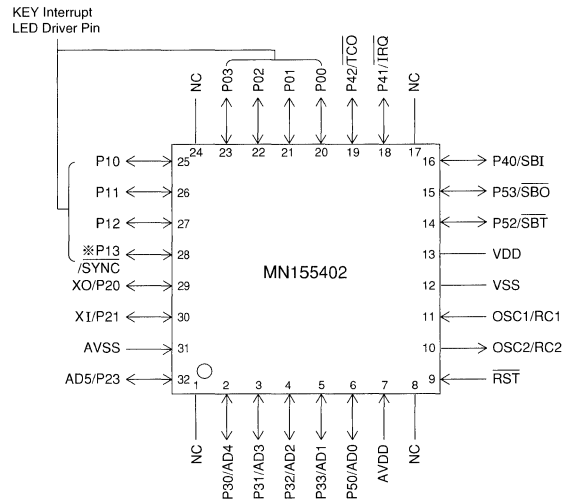 KEY Interrupt
LED Driver Pin
NC
P03
P02
P01
P00
P42/TCO
P41/IRQ
NC
24
23
22
21
20
19
18
17
P10
25
P11
26
P12
27
※P13
/SYNC
28
XO/P20
29
XI/P21
30
AVSS
31
AD5/P23
32
MN155402
16
P40/SBI
15
P53/SBO
14
P52/SBT
13
VDD
12
VSS
11
OSC1/RC1
10
OSC2/RC2
9
RST
1
2
3
4
5
6
7
8
NC
P30/AD4
P31/AD3
P32/AD2
P33/AD1
P50/AD0
AVDD
NC